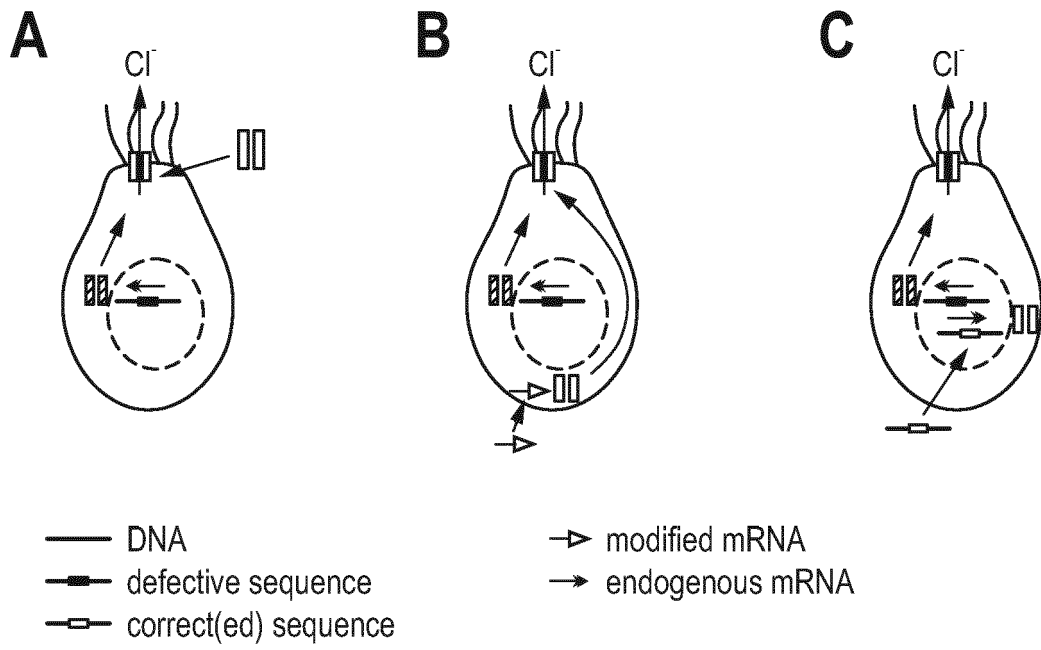 A B C
Cl⁻ Cl⁻ Cl⁻
DNA
defective sequence
correct(ed) sequence
modified mRNA
endogenous mRNA